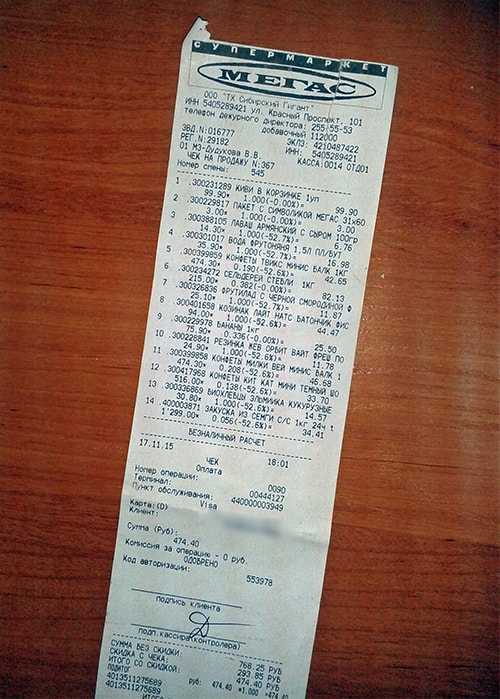 СУПЕРМАРКЕТ
МЕГАС
ООО "ТХ Сибирский Гигант"
ИНН 5405289421 ул. Красный Проспект, 101
телефон дежурного директора: 255-55-53
добавочный 112000
ЗВД.N:016777 ЭКЛЗ: 4210487422
РЕГ.N:29182 ИНН: 5405289421
01 МЗ-Дудукова В.В. КАССА:0014 ОТД01
ЧЕК НА ПРОДАЖУ N:367
Номер смены: 545
1 .300231289 КИВИ В КОРЗИНКЕ 1уп
99.90* 1.000(-0.00%)= 99.90
2 .300229817 ПАКЕТ С СИМВОЛИКОЙ МЕГАС 31х60
3.00* 1.000(-0.00%)= 3.00
3 .300388105 ЛАВАШ АРМЯНСКИЙ С СЫРОМ 100гр
14.30* 1.000(-52.7%)= 6.76
4 .300301017 ВОДА ФРУТОНЯНЯ 1,5Л ПЛ/БУТ
35.90* 1.000(-52.7%)= 16.98
5 .300399859 КОНФЕТЫ ТВИКС МИНИС БАЛК 1КГ
474.30* 0.190(-52.6%)= 42.65
6 .300234272 СЕЛЬДЕРЕЙ СТЕБЛИ 1КГ
215.00* 0.382(-0.00%)= 82.13
7 .300326836 ФРУТИЛАД С ЧЕРНОЙ СМОРОДИНОЙ Ф
25.10* 1.000(-52.7%)= 11.87
8 .300401658 КОЗИНАК ЛАЙТ НАТС БАТОНЧИК ФИС
94.00* 1.000(-52.6%)= 44.47
9 .300229978 БАНАНЫ 1КГ
75.90* 0.336(-0.00%)= 25.50
10 .300228841 РЕЗИНКА ЖЕВ ОРБИТ ВАЙТ ФРЕШ ПО
24.90* 1.000(-52.6%)= 11.78
11 .300399858 КОНФЕТЫ МИЛКИ ВЕЙ МИНИС БАЛК 1
474.30* 0.208(-52.6%)= 46.68
12 .300417968 КОНФЕТЫ КИТ КАТ МИНИ ТЕМНЫЙ ШО
516.00* 0.138(-52.6%)= 33.70
13 .300336869 БИОХЛЕБЦЫ ЭЛЬМИКА КУКУРУЗНЫЕ
30.80* 1.000(-52.6%)= 14.57
14 .400003871 ЗАКУСКА ИЗ СЕМГИ С/С 1КГ 24ч t
1'299.00* 0.056(-52.6%)= 34.41
БЕЗНАЛИЧНЫЙ РАСЧЕТ
17.11.15 18:01
ЧЕК
Оплата
Номер операции: 0090
Терминал: 00444127
Пункт обслуживания: 440000003949
Visa
Карта:(D)
Клиент:
Сумма (Руб):
474.40
Комиссия за операцию - 0 руб.
ОДОБРЕНО
Код авторизации: 553978
подпись клиента
подп.кассира(контролера)
СУММА БЕЗ СКИДКИ: 768.25 РУБ
СКИДКА С ЧЕКА: 293.85 РУБ
ИТОГО СО СКИДКОЙ: 474.40 РУБ
ПОДИТОГ
4013511275689 руб: 474.40 *1.000 =474.40
4013511275689
ИТОГО